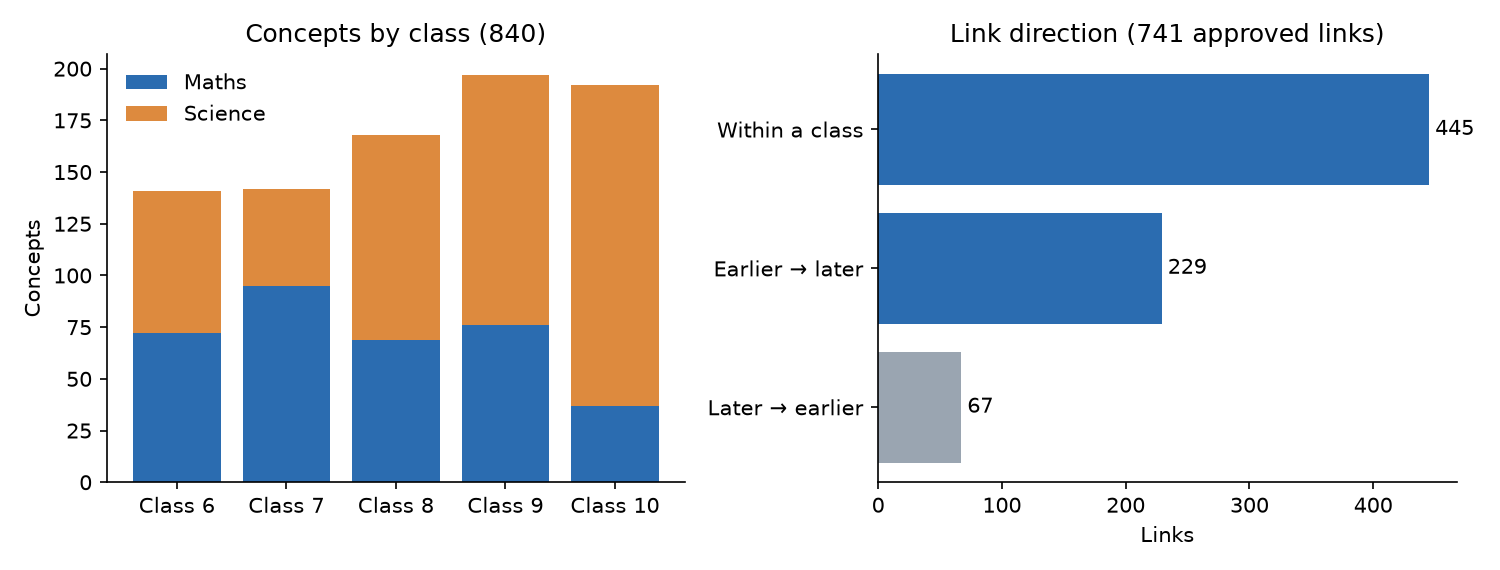 Concepts by class (840)
Maths
Science
Concepts
200
175
150
125
100
75
50
25
0
Class 6
Class 7
Class 8
Class 9
Class 10
Link direction (741 approved links)
Within a class
445
Earlier → later
229
Later → earlier
67
0
100
200
300
400
Links